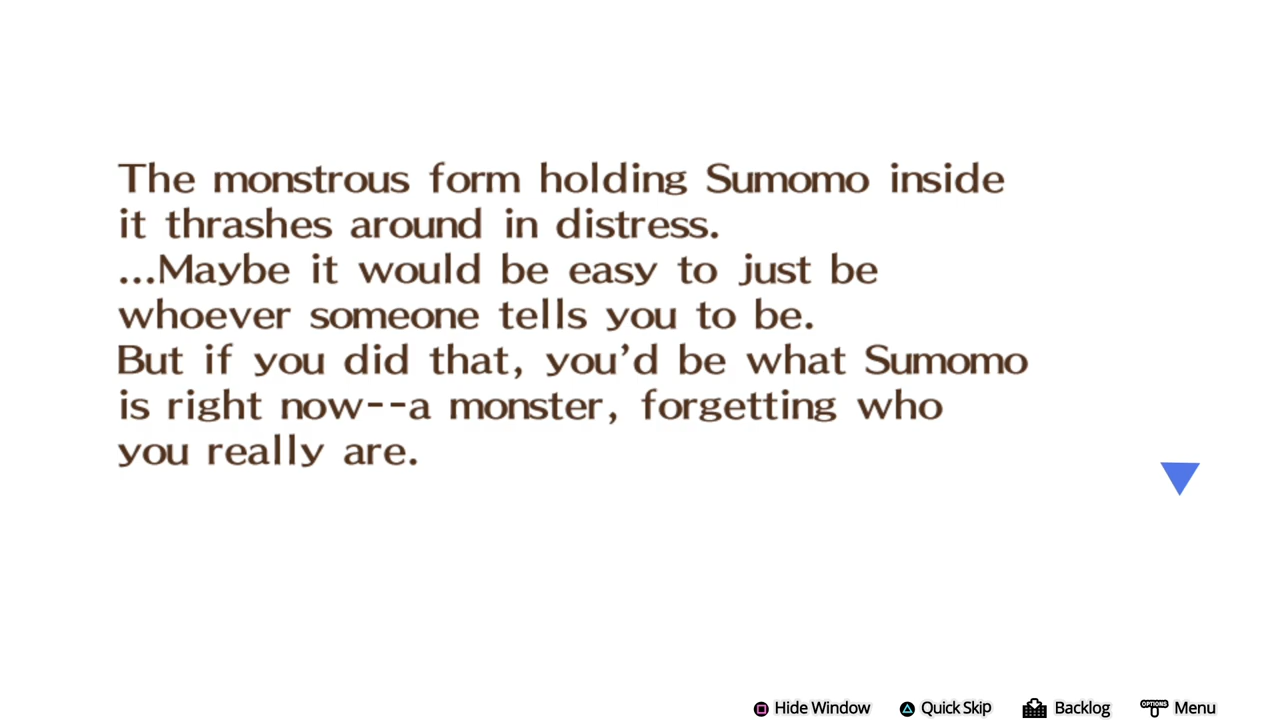 The monstrous form holding Sumomo inside
it thrashes around in distress.
...Maybe it would be easy to just be
whoever someone tells you to be.
But if you did that, you'd be what Sumomo
is right now--a monster, forgetting who
you really are.
Hide Window
Quick Skip
Backlog
OPTIONS
Menu